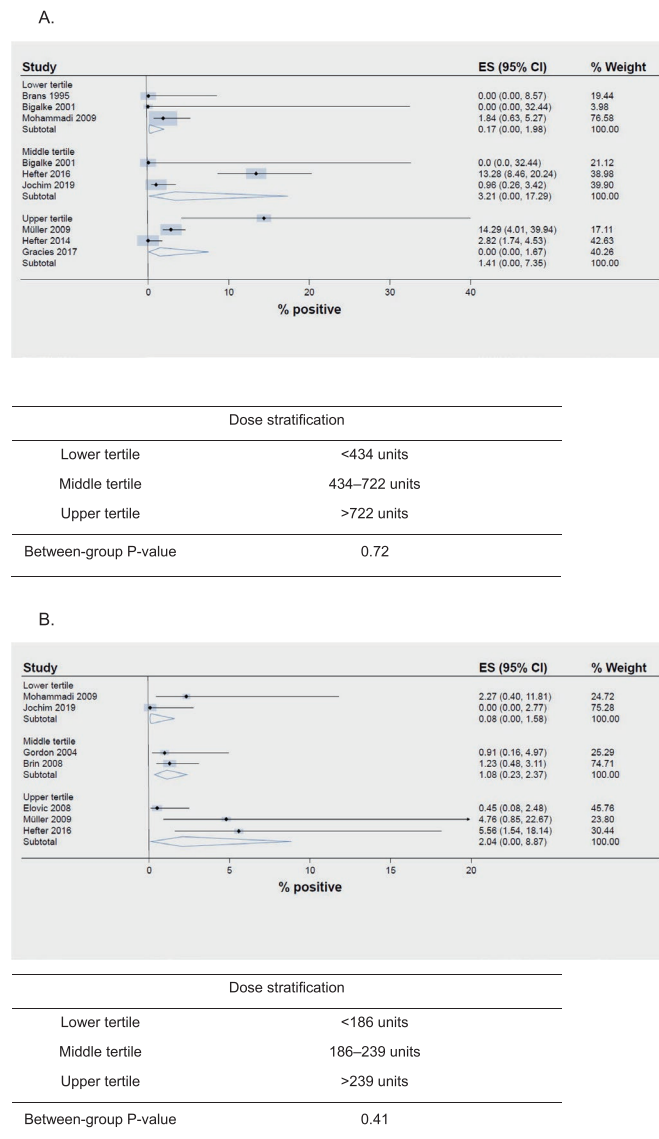 A.
Study ES (95% CI) % Weight
Lower tertile
Brans 1995 0.00 (0.00, 8.57) 19.44
Bigalke 2001 0.00 (0.00, 32.44) 3.98
Mohammadi 2009 1.84 (0.63, 5.27) 76.58
Subtotal 0.17 (0.00, 1.98) 100.00
Middle tertile
Bigalke 2001 0.0 (0.0, 32.44) 21.12
Hefter 2016 13.28 (8.46, 20.24) 38.98
Jochim 2019 0.96 (0.26, 3.42) 39.90
Subtotal 3.21 (0.00, 17.29) 100.00
Upper tertile
Müller 2009 14.29 (4.01, 39.94) 17.11
Hefter 2014 2.82 (1.74, 4.53) 42.63
Gracies 2017 0.00 (0.00, 1.67) 40.26
Subtotal 1.41 (0.00, 7.35) 100.00
0 10 20 30 40
% positive
Dose stratification
Lower tertile <434 units
Middle tertile 434–722 units
Upper tertile >722 units
Between-group P-value 0.72
B.
Study ES (95% CI) % Weight
Lower tertile
Mohammadi 2009 2.27 (0.40, 11.81) 24.72
Jochim 2019 0.00 (0.00, 2.77) 75.28
Subtotal 0.08 (0.00, 1.58) 100.00
Middle tertile
Gordon 2004 0.91 (0.16, 4.97) 25.29
Brin 2008 1.23 (0.48, 3.11) 74.71
Subtotal 1.08 (0.23, 2.37) 100.00
Upper tertile
Elovic 2008 0.45 (0.08, 2.48) 45.76
Müller 2009 4.76 (0.85, 22.67) 23.80
Hefter 2016 5.56 (1.54, 18.14) 30.44
Subtotal 2.04 (0.00, 8.87) 100.00
0 5 10 15 20
% positive
Dose stratification
Lower tertile <186 units
Middle tertile 186–239 units
Upper tertile >239 units
Between-group P-value 0.41